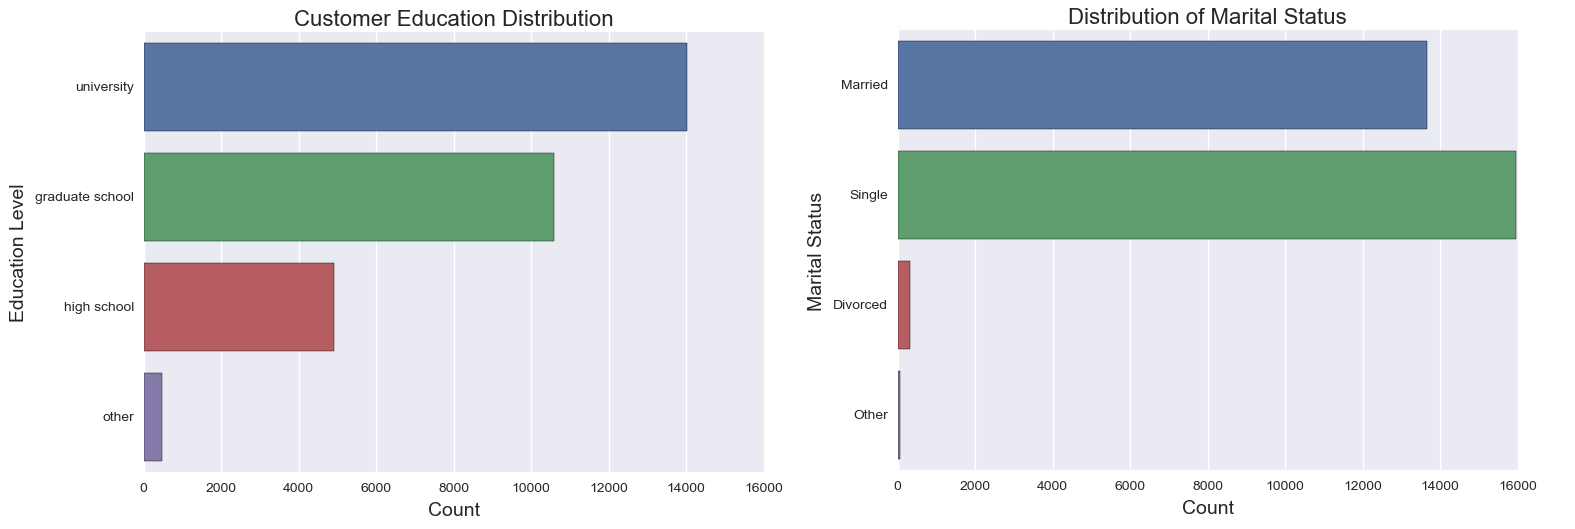 Customer Education Distribution
Education Level
university
graduate school
high school
other
0 2000 4000 6000 8000 10000 12000 14000 16000
Count
Distribution of Marital Status
Marital Status
Married
Single
Divorced
Other
0 2000 4000 6000 8000 10000 12000 14000 16000
Count